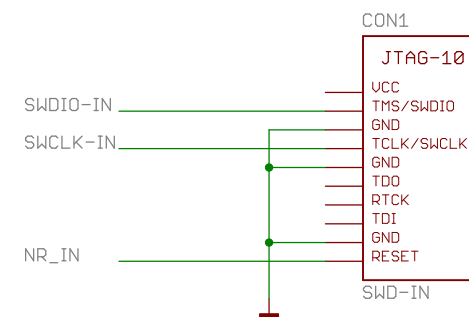 CON1
JTAG-10
VCC
SWDIO-IN
TMS/SWDIO
GND
SWCLK-IN
TCLK/SWCLK
GND
TDO
RTCK
TDI
GND
NR_IN
RESET
SWD-IN